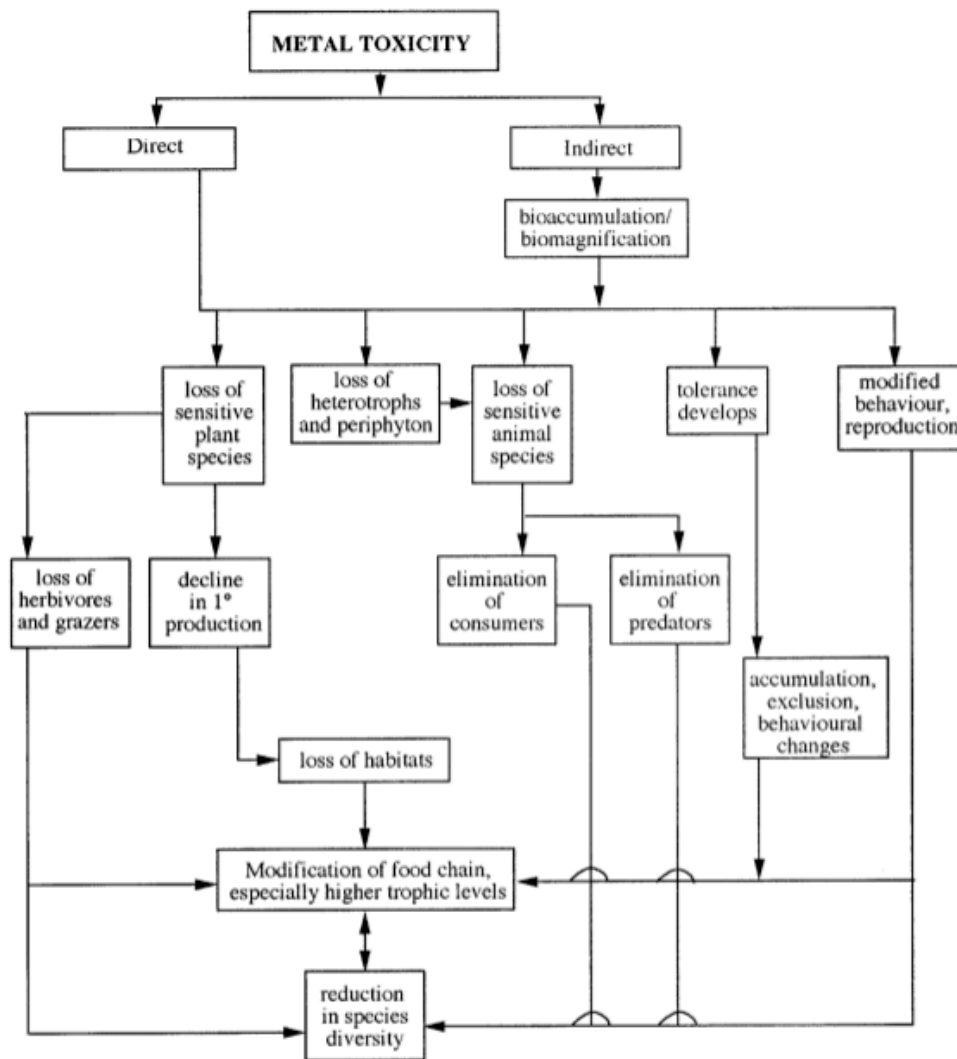 METAL TOXICITY
Direct
Indirect
bioaccumulation/
biomagnification
loss of
sensitive
plant
species
loss of
heterotrophs
and periphyton
loss of
sensitive
animal
species
tolerance
develops
modified
behaviour,
reproduction
loss of
herbivores
and grazers
decline
in 1°
production
elimination
of
consumers
elimination
of
predators
accumulation,
exclusion,
behavioural
changes
loss of habitats
Modification of food chain,
especially higher trophic levels
reduction
in species
diversity